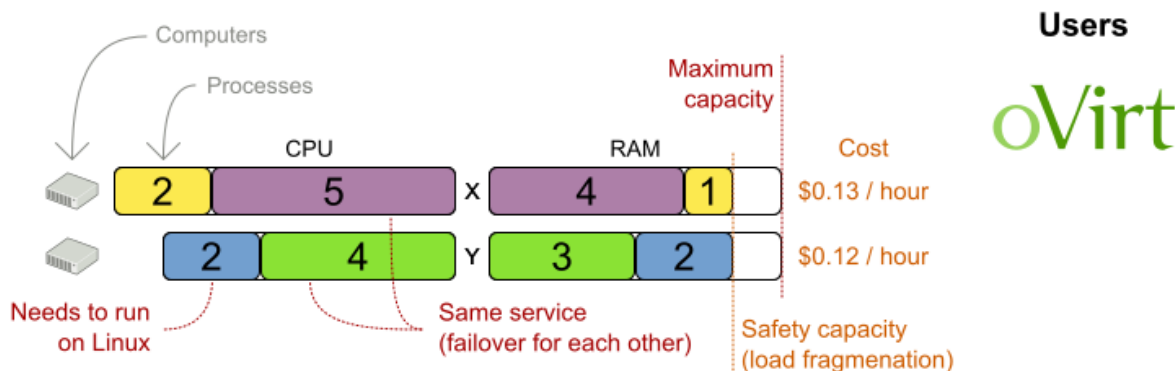 Users
Computers
oVirt
Maximum
capacity
Processes
CPU
RAM
Cost
2
5
X
4
1
$0.13 / hour
2
4
Y
3
2
$0.12 / hour
Needs to run
on Linux
Same service
(failover for each other)
Safety capacity
(load fragmenation)